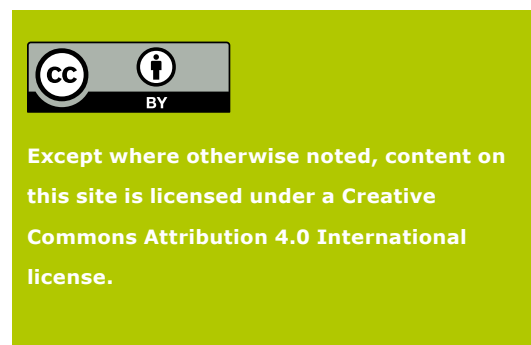 cc
BY
Except where otherwise noted, content on
this site is licensed under a Creative
Commons Attribution 4.0 International
license.